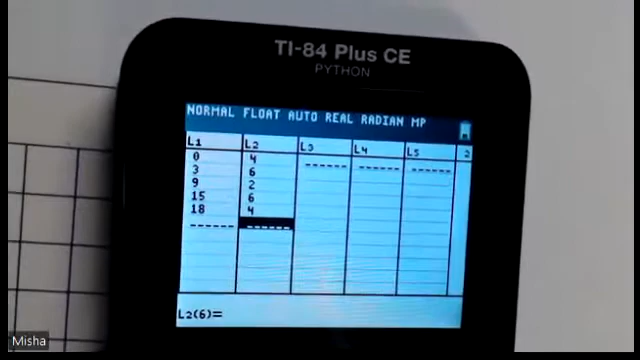 TI-84 Plus CE
PYTHON
NORMAL FLOAT AUTO REAL RADIAN MP
L1 L2 L3 L4 L5 2
0 4 ------ ------ ------
3 6
9 2
15 6
18 4
------ ------
L2(6)=
Misha